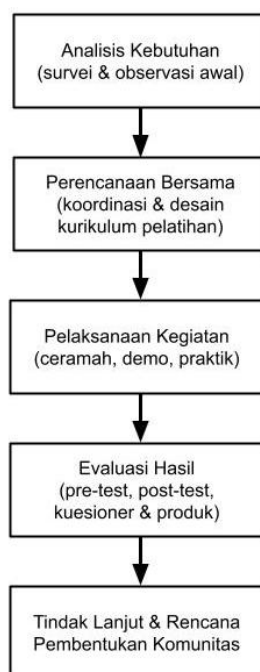 Analisis Kebutuhan
(survei & observasi awal)
Perencanaan Bersama
(koordinasi & desain
kurikulum pelatihan)
Pelaksanaan Kegiatan
(ceramah, demo, praktik)
Evaluasi Hasil
(pre-test, post-test,
kuesioner & produk)
Tindak Lanjut & Rencana
Pembentukan Komunitas